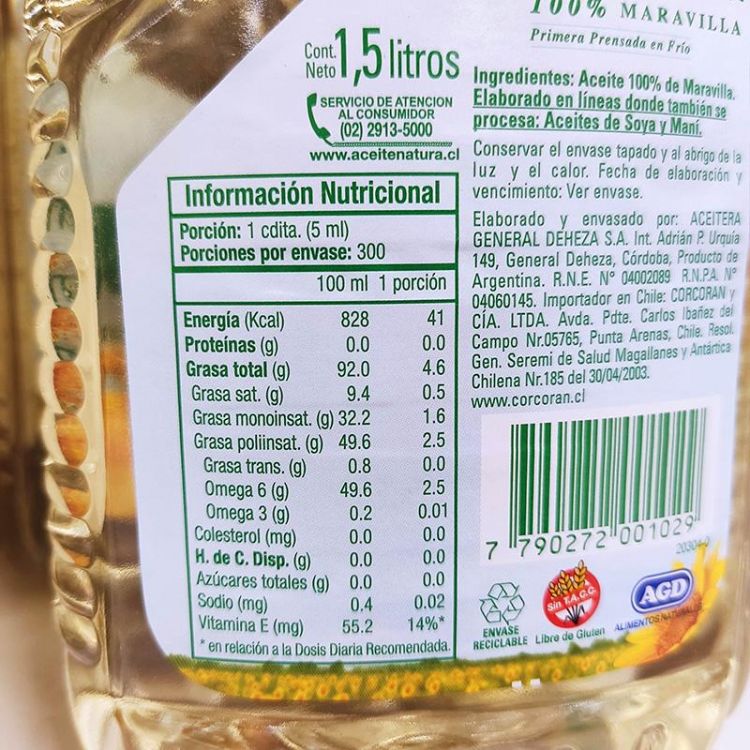 100% MARAVILLA
Primera Prensada en Frío
Cont. Neto 1,5 litros
SERVICIO DE ATENCION
AL CONSUMIDOR
(02) 2913-5000
www.aceitenatura.cl
Ingredientes: Aceite 100% de Maravilla.
Elaborado en líneas donde también se
procesa: Aceites de Soya y Maní.
Conservar el envase tapado y al abrigo de la
luz y el calor. Fecha de elaboración y
vencimiento: Ver envase.
Elaborado y envasado por: ACEITERA
GENERAL DEHEZA S.A. Int. Adrián P. Urquía
149, General Deheza, Córdoba, Producto de
Argentina. R.N.E. N° 04002089 R.N.P.A. N°
04060145. Importador en Chile: CORCORAN y
CÍA. LTDA. Avda. Pdte. Carlos Ibañez del
Campo Nr.05765, Punta Arenas, Chile. Resol.
Gen. Seremi de Salud Magallanes y Antártica
Chilena Nr.185 del 30/04/2003.
www.corcoran.cl
Información Nutricional
Porción: 1 cdita. (5 ml)
Porciones por envase: 300
100 ml 1 porción
Energía (Kcal) 828 41
Proteínas (g) 0.0 0.0
Grasa total (g) 92.0 4.6
Grasa sat. (g) 9.4 0.5
Grasa monoinsat. (g) 32.2 1.6
Grasa poliinsat. (g) 49.6 2.5
Grasa trans. (g) 0.8 0.0
Omega 6 (g) 49.6 2.5
Omega 3 (g) 0.2 0.01
Colesterol (mg) 0.0 0.0
H. de C. Disp. (g) 0.0 0.0
Azúcares totales (g) 0.0 0.0
Sodio (mg) 0.4 0.02
Vitamina E (mg) 55.2 14%*
* en relación a la Dosis Diaria Recomendada.
7 790272 001029
20304-0
ENVASE
RECICLABLE
Sin T.A.C.C.
Libre de Gluten
AGD
ALIMENTOS NATURALES